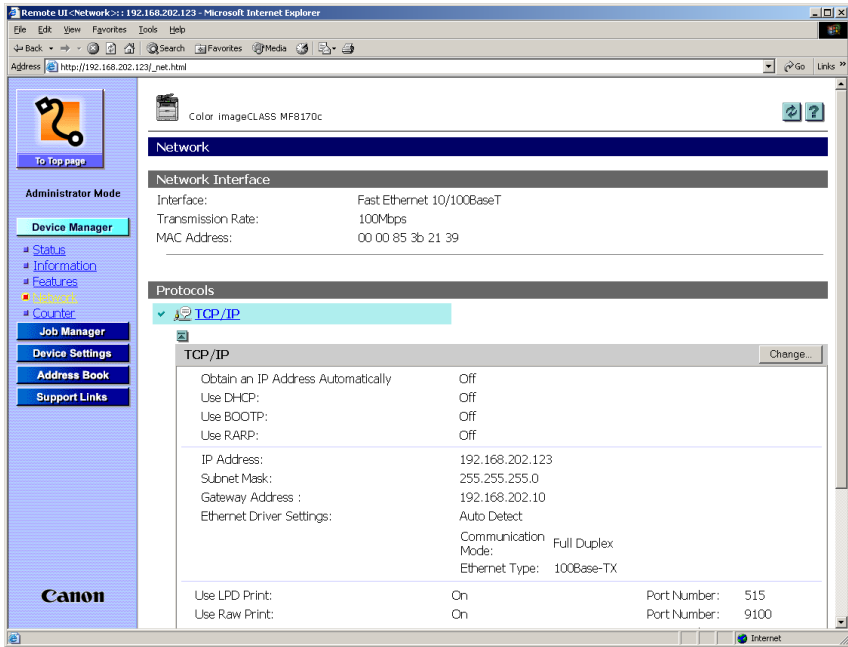 Remote UI<Network>:: 192.168.202.123 - Microsoft Internet Explorer
File Edit View Favorites Tools Help
Back Search Favorites Media
Address http://192.168.202.123/_net.html Go Links »
Color imageCLASS MF8170c
To Top page
Administrator Mode
Device Manager
Status
Information
Features
Network
Counter
Job Manager
Device Settings
Address Book
Support Links
Canon
Network
Network Interface
Interface: Fast Ethernet 10/100BaseT
Transmission Rate: 100Mbps
MAC Address: 00 00 85 3b 21 39
Protocols
TCP/IP
TCP/IP Change...
Obtain an IP Address Automatically Off
Use DHCP: Off
Use BOOTP: Off
Use RARP: Off
IP Address: 192.168.202.123
Subnet Mask: 255.255.255.0
Gateway Address : 192.168.202.10
Ethernet Driver Settings: Auto Detect
Communication Mode: Full Duplex
Ethernet Type: 100Base-TX
Use LPD Print: On Port Number: 515
Use Raw Print: On Port Number: 9100
Internet